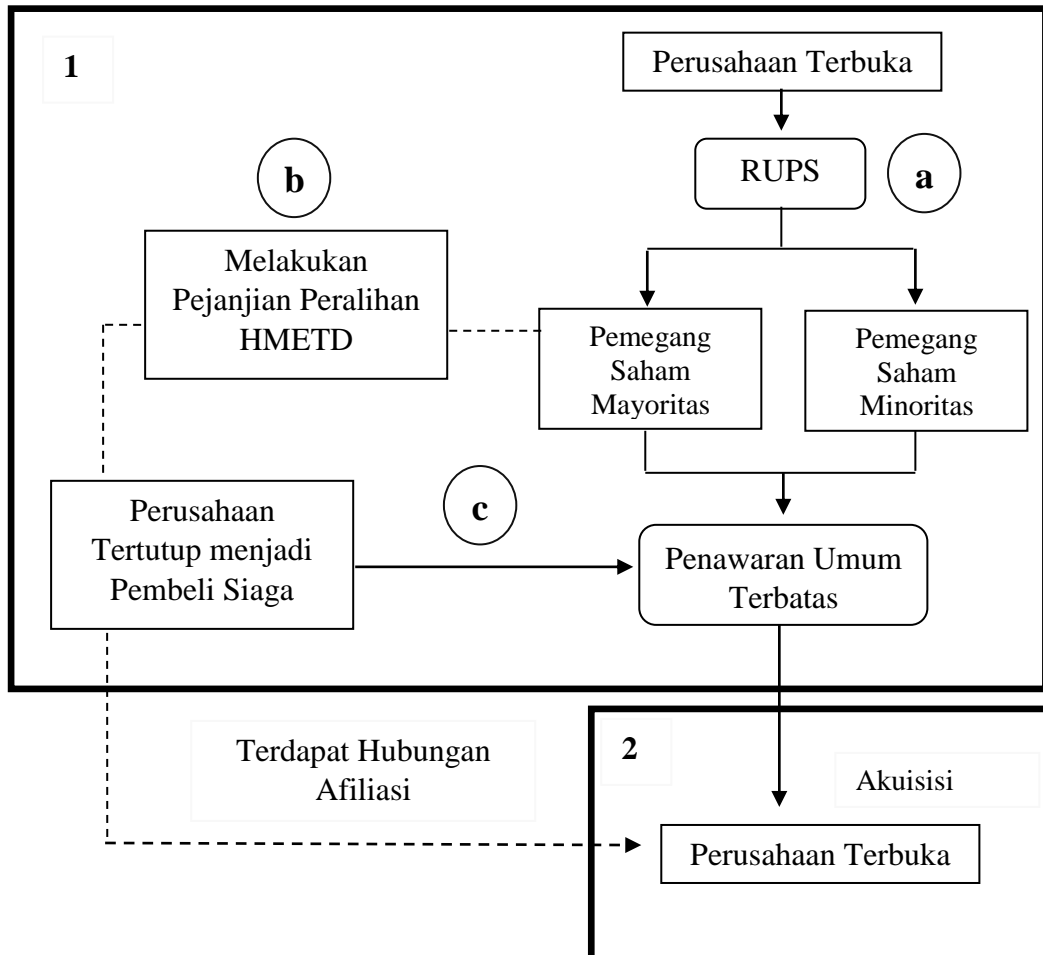 1
Perusahaan Terbuka
RUPS
a
b
Melakukan
Pejanjian Peralihan
HMETD
Pemegang
Saham
Mayoritas
Pemegang
Saham
Minoritas
c
Perusahaan
Tertutup menjadi
Pembeli Siaga
Penawaran Umum
Terbatas
Terdapat Hubungan
Afiliasi
2
Akuisisi
Perusahaan Terbuka